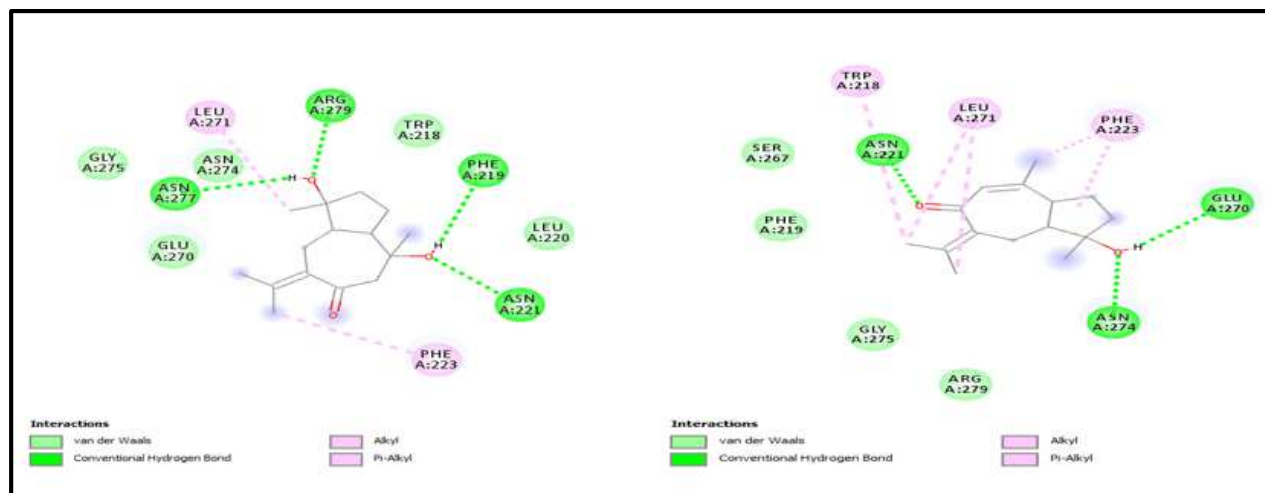 ARG
A:279
LEU
A:271
TRP
A:218
GLY
A:275
ASN
A:274
PHE
A:219
ASN
A:277
H
O
H
O
LEU
A:220
GLU
A:270
O
ASN
A:221
PHE
A:223
Interactions
van der Waals
Conventional Hydrogen Bond
Alkyl
Pi-Alkyl
TRP
A:218
LEU
A:271
PHE
A:223
ASN
A:221
SER
A:267
O
GLU
A:270
PHE
A:219
O H
ASN
A:274
GLY
A:275
ARG
A:279
Interactions
van der Waals
Conventional Hydrogen Bond
Alkyl
Pi-Alkyl